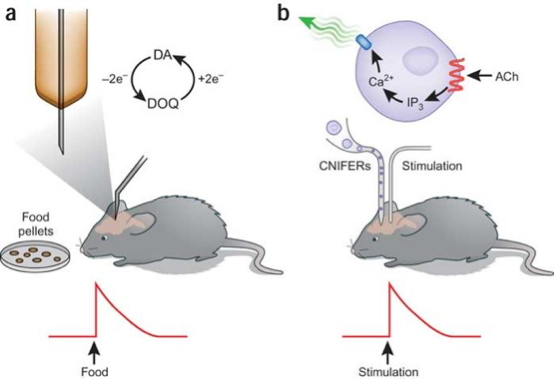 a
DA
–2e⁻
+2e⁻
DOQ
Food
pellets
Food
b
Ca²⁺
IP₃
ACh
CNIFERs
Stimulation
Stimulation